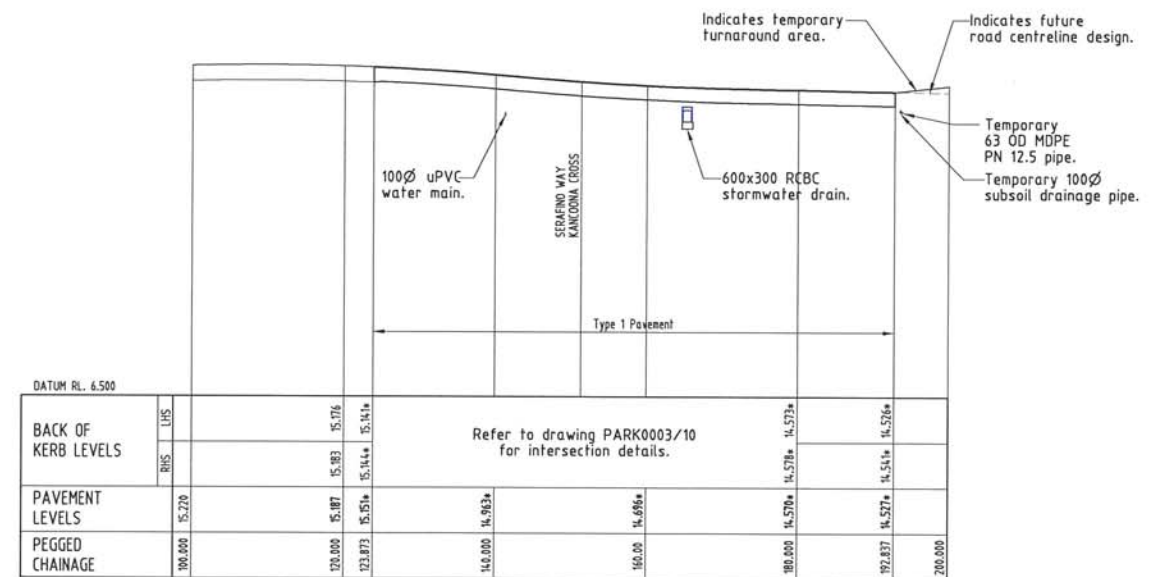 Indicates temporary
turnaround area.
Indicates future
road centreline design.
100Ø uPVC
water main.
SERAFINO WAY
KANCOONA CROSS
600x300 RCBC
stormwater drain.
Temporary
63 OD MDPE
PN 12.5 pipe.
Temporary 100Ø
subsoil drainage pipe.
Type 1 Pavement
DATUM RL. 6.500
BACK OF
KERB LEVELS
LHS
15.176
15.141*
14.573*
14.526*
Refer to drawing PARK0003/10
for intersection details.
RHS
15.183
15.144*
14.578*
14.541*
PAVEMENT
LEVELS
15.220
15.187
15.151*
14.963*
14.696*
14.570*
14.527*
PEGGED
CHAINAGE
100.000
120.000
123.873
140.000
160.00
180.000
192.837
200.000